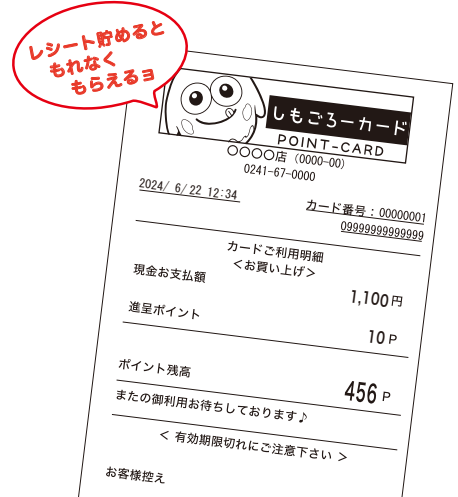 レシート貯めると
もれなく
もらえるョ
しもごろーカード
POINT-CARD
〇〇〇〇店 (0000-00)
0241-67-0000
2024/ 6/22 12:34
カード番号：00000001
09999999999999
カードご利用明細
＜お買い上げ＞
現金お支払額 1,100円
進呈ポイント 10P
ポイント残高 456 P
またの御利用お待ちしております♪
＜ 有効期限切れにご注意下さい ＞
お客様控え